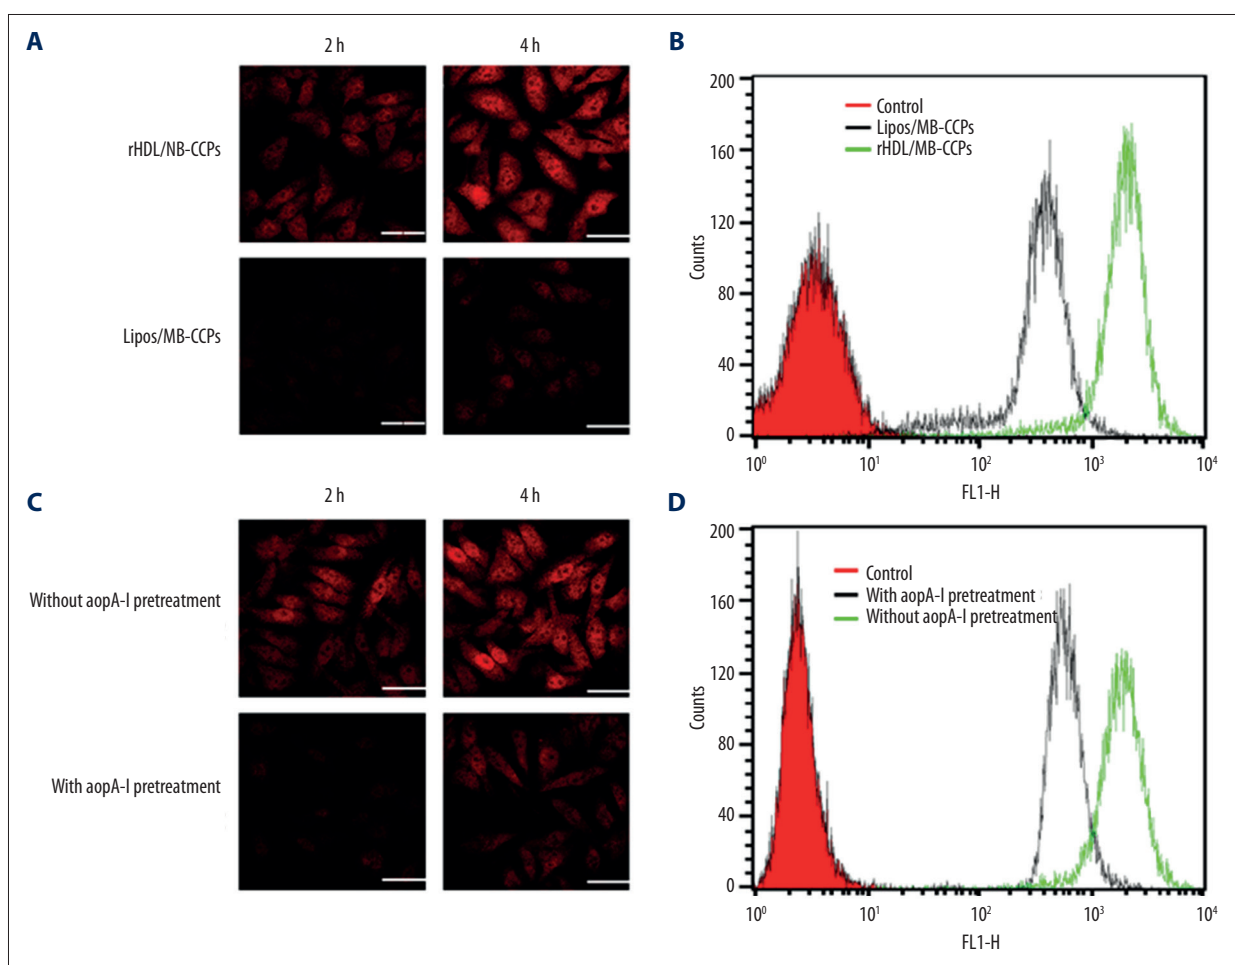 A
2 h
4 h
rHDL/NB-CCPs
Lipos/MB-CCPs
B
200
160
120
80
40
0
Counts
Control
Lipos/MB-CCPs
rHDL/MB-CCPs
10⁰
10¹
10²
10³
10⁴
FL1-H
C
2 h
4 h
Without aopA-I pretreatment
With aopA-I pretreatment
D
200
160
120
80
40
0
Counts
Control
With aopA-I pretreatment
Without aopA-I pretreatment
10⁰
10¹
10²
10³
10⁴
FL1-H